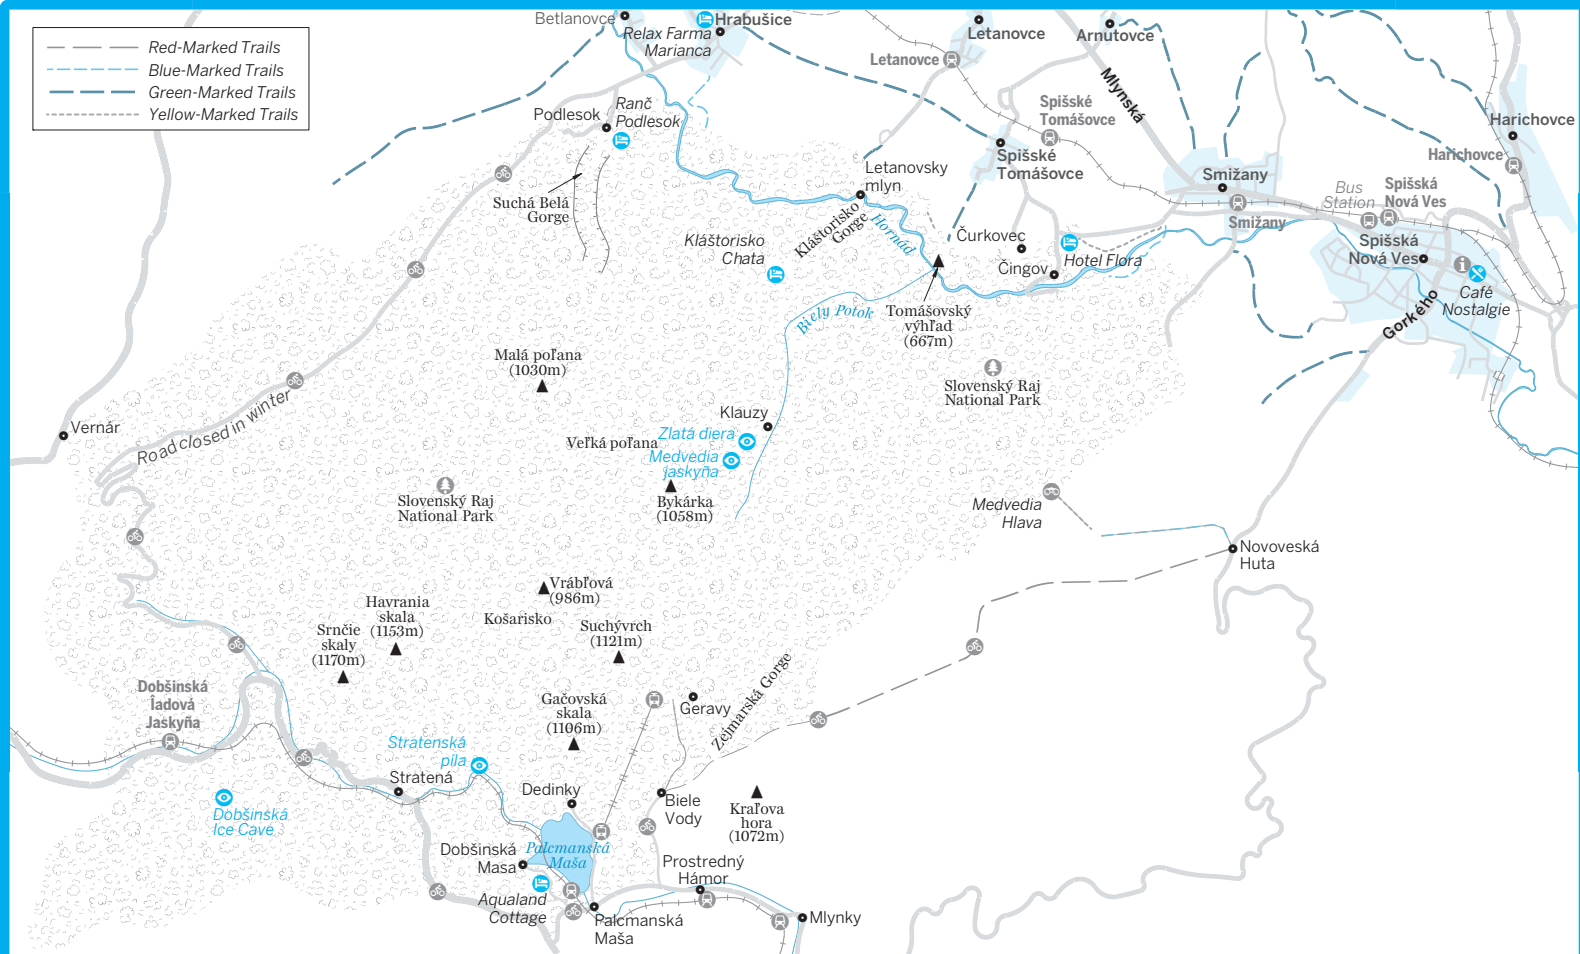 Red-Marked Trails
Blue-Marked Trails
Green-Marked Trails
Yellow-Marked Trails
Betlanovce
Hrabušice
Relax Farma
Marianca
Letanovce
Letanovce
Arnutovce
Mlynská
Spišské
Tomášovce
Harichovce
Harichovce
Podlesok
Ranč
Podlesok
Spišské
Tomášovce
Letanovsky
mlyn
Smižany
Smižany
Bus
Station
Spišská
Nová Ves
Spišská
Nová Ves
Suchá Belá
Gorge
Kláštorisko
Gorge
Hornád
Kláštorisko
Chata
Čurkovec
Čingov
Hotel Flora
Café
Nostalgie
Gorkého
Biely Potok
Tomášovský
výhľad
(667m)
Malá poľana
(1030m)
Slovenský Raj
National Park
Road closed in winter
Vernár
Klauzy
Zlatá diera
Veľká poľana
Medvedia
jaskyňa
Bykárka
(1058m)
Slovenský Raj
National Park
Medvedia
Hlava
Novoveská
Huta
Vrábľová
(986m)
Košarisko
Havrania
skala
(1153m)
Srnčie
skaly
(1170m)
Suchývrch
(1121m)
Dobšinská
Îadová
Jaskyňa
Gačovská
skala
(1106m)
Geravy
Zejmarská Gorge
Stratenská
píla
Stratená
Dedinky
Biele
Vody
Kraľova
hora
(1072m)
Dobšinská
Ice Cave
Dobšinská
Masa
Palcmanská
Maša
Prostredný
Hámor
Aqualand
Cottage
Palcmanská
Maša
Mlynky